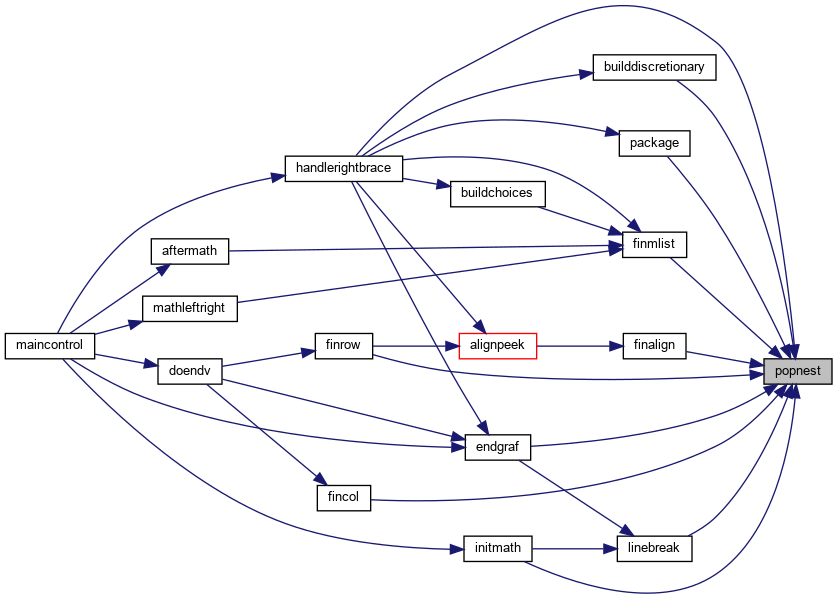 builddiscretionary
package
handlerightbrace
buildchoices
finmlist
aftermath
mathleftright
maincontrol
finrow
alignpeek
finalign
doendv
popnest
endgraf
fincol
initmath
linebreak